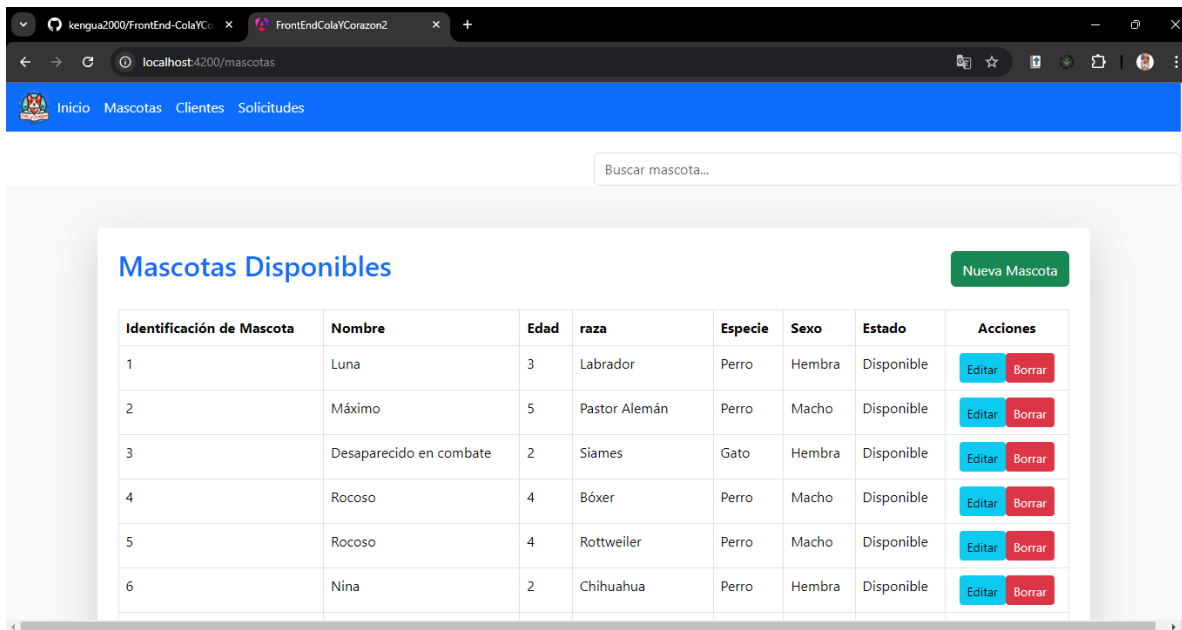 kengua2000/FrontEnd-ColaYCo
FrontEndColaYCorazon2
localhost:4200/mascotas
Inicio Mascotas Clientes Solicitudes
Buscar mascota...
Mascotas Disponibles
Nueva Mascota
Identificación de Mascota Nombre Edad raza Especie Sexo Estado Acciones
1 Luna 3 Labrador Perro Hembra Disponible Editar Borrar
2 Máximo 5 Pastor Alemán Perro Macho Disponible Editar Borrar
3 Desaparecido en combate 2 Siames Gato Hembra Disponible Editar Borrar
4 Rocoso 4 Bóxer Perro Macho Disponible Editar Borrar
5 Rocoso 4 Rottweiler Perro Macho Disponible Editar Borrar
6 Nina 2 Chihuahua Perro Hembra Disponible Editar Borrar